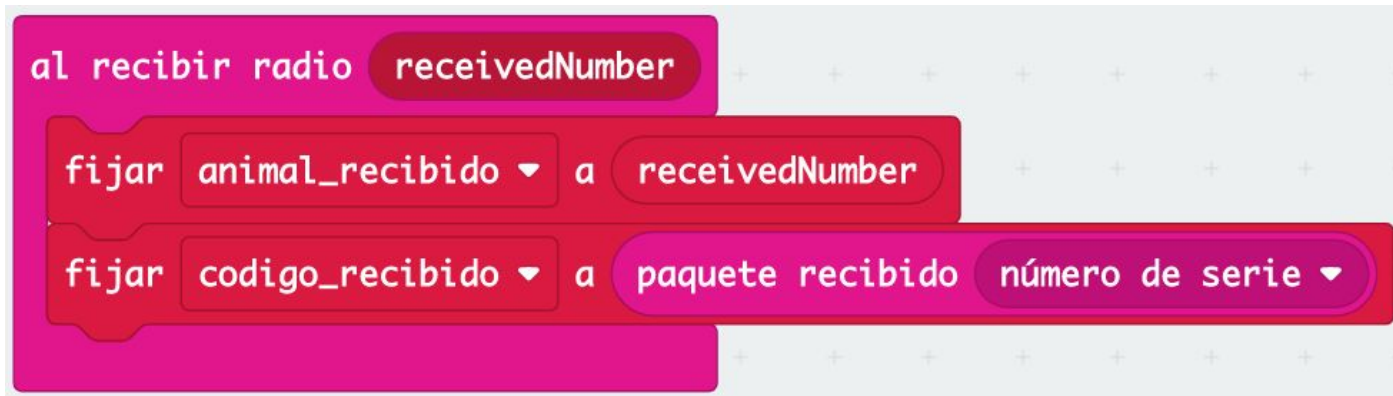 al recibir radio receivedNumber
fijar animal_recibido a receivedNumber
fijar codigo_recibido a paquete recibido número de serie